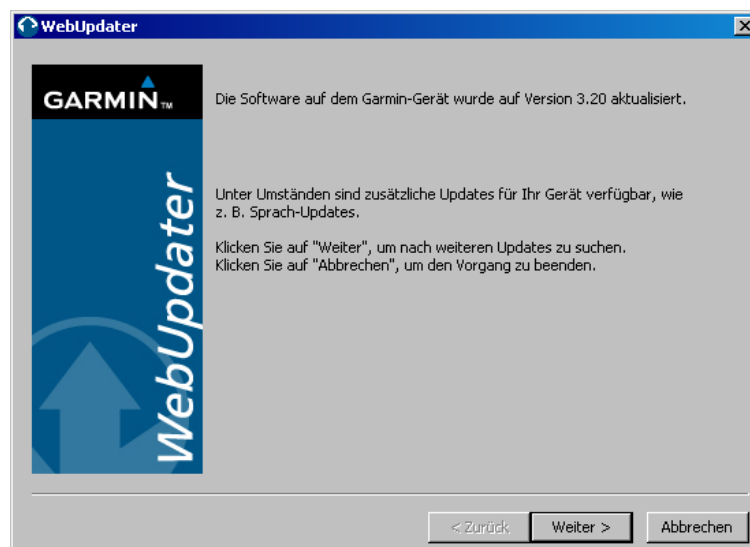 WebUpdater
GARMIN™
Die Software auf dem Garmin-Gerät wurde auf Version 3.20 aktualisiert.
WebUpdater
Unter Umständen sind zusätzliche Updates für Ihr Gerät verfügbar, wie
z. B. Sprach-Updates.
Klicken Sie auf "Weiter", um nach weiteren Updates zu suchen.
Klicken Sie auf "Abbrechen", um den Vorgang zu beenden.
< Zurück
Weiter >
Abbrechen